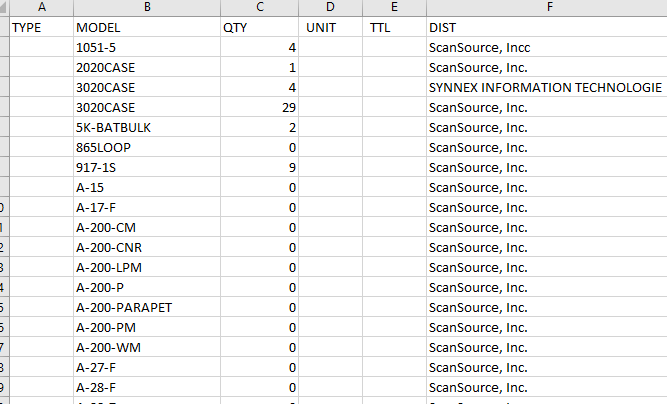 A B C D E F
TYPE MODEL QTY UNIT TTL DIST
1051-5 4 ScanSource, Incc
2020CASE 1 ScanSource, Inc.
3020CASE 4 SYNNEX INFORMATION TECHNOLOGIE
3020CASE 29 ScanSource, Inc.
5K-BATBULK 2 ScanSource, Inc.
865LOOP 0 ScanSource, Inc.
917-1S 9 ScanSource, Inc.
A-15 0 ScanSource, Inc.
0 A-17-F 0 ScanSource, Inc.
1 A-200-CM 0 ScanSource, Inc.
2 A-200-CNR 0 ScanSource, Inc.
3 A-200-LPM 0 ScanSource, Inc.
4 A-200-P 0 ScanSource, Inc.
5 A-200-PARAPET 0 ScanSource, Inc.
6 A-200-PM 0 ScanSource, Inc.
7 A-200-WM 0 ScanSource, Inc.
8 A-27-F 0 ScanSource, Inc.
9 A-28-F 0 ScanSource, Inc.